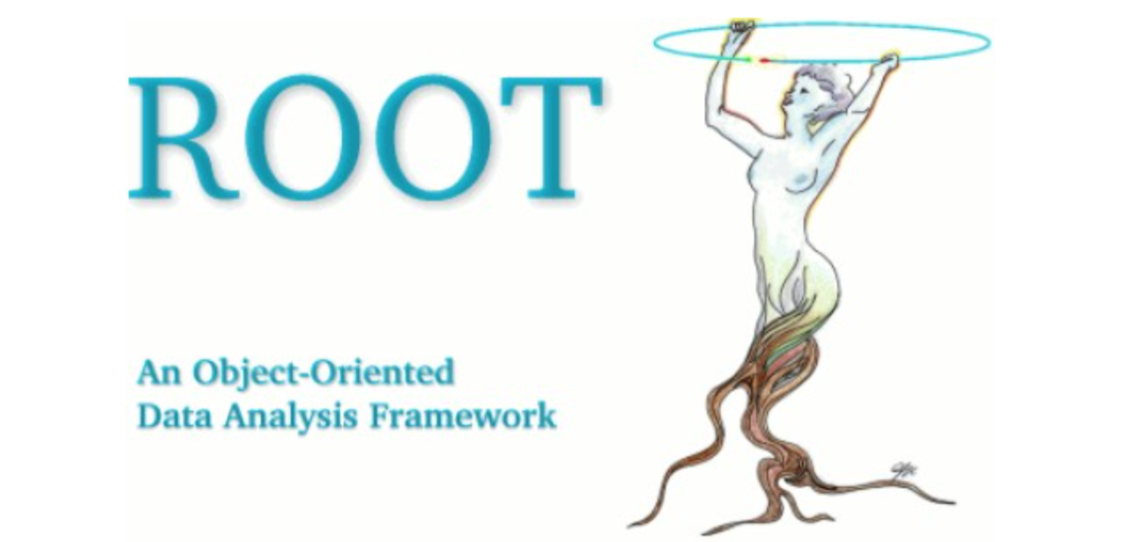 ROOT
An Object-Oriented
Data Analysis Framework